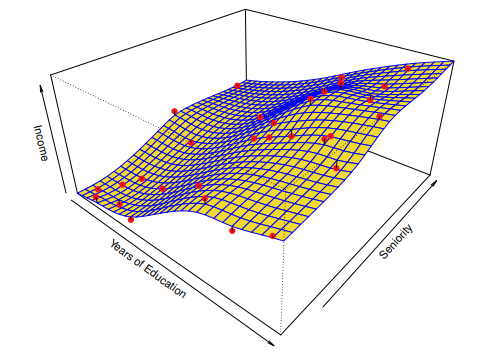 Income
Years of Education
Seniority